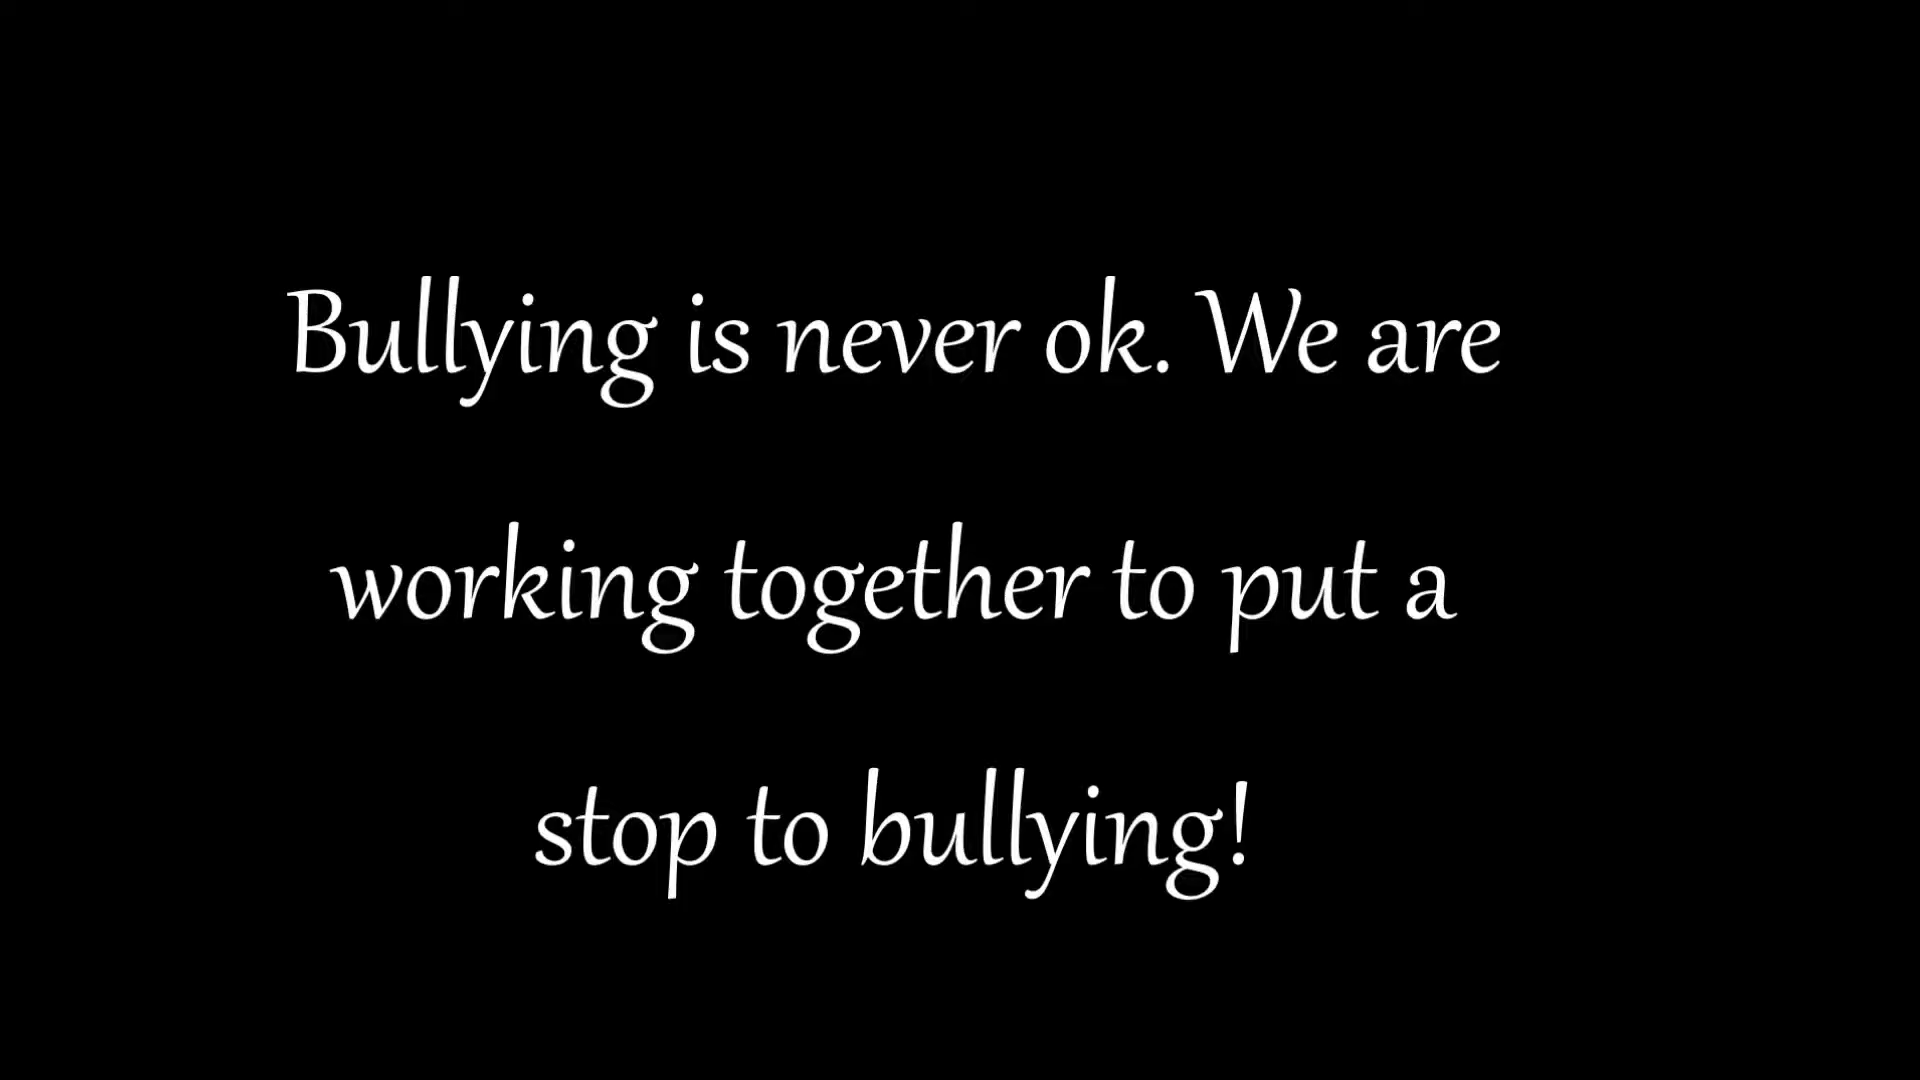 Bullying is never ok. We are
working together to put a
stop to bullying!